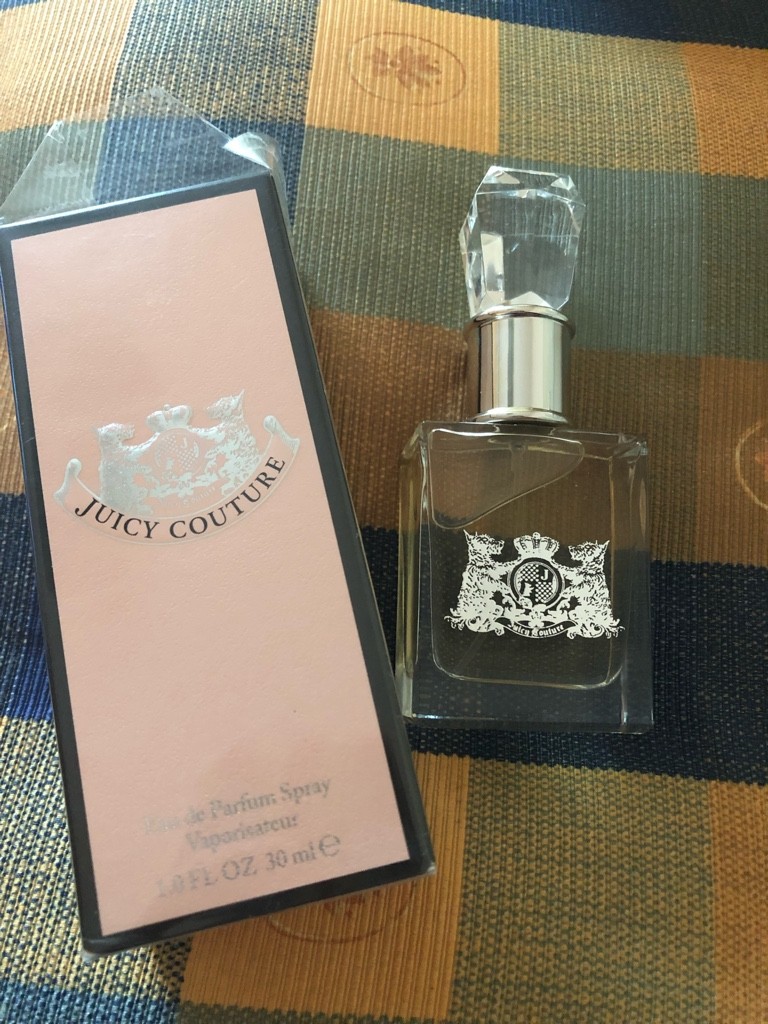 JUICY COUTURE
Eau de Parfum Spray
Vaporisateur
1.0 FL OZ 30 ml ℮
J
Juicy Couture